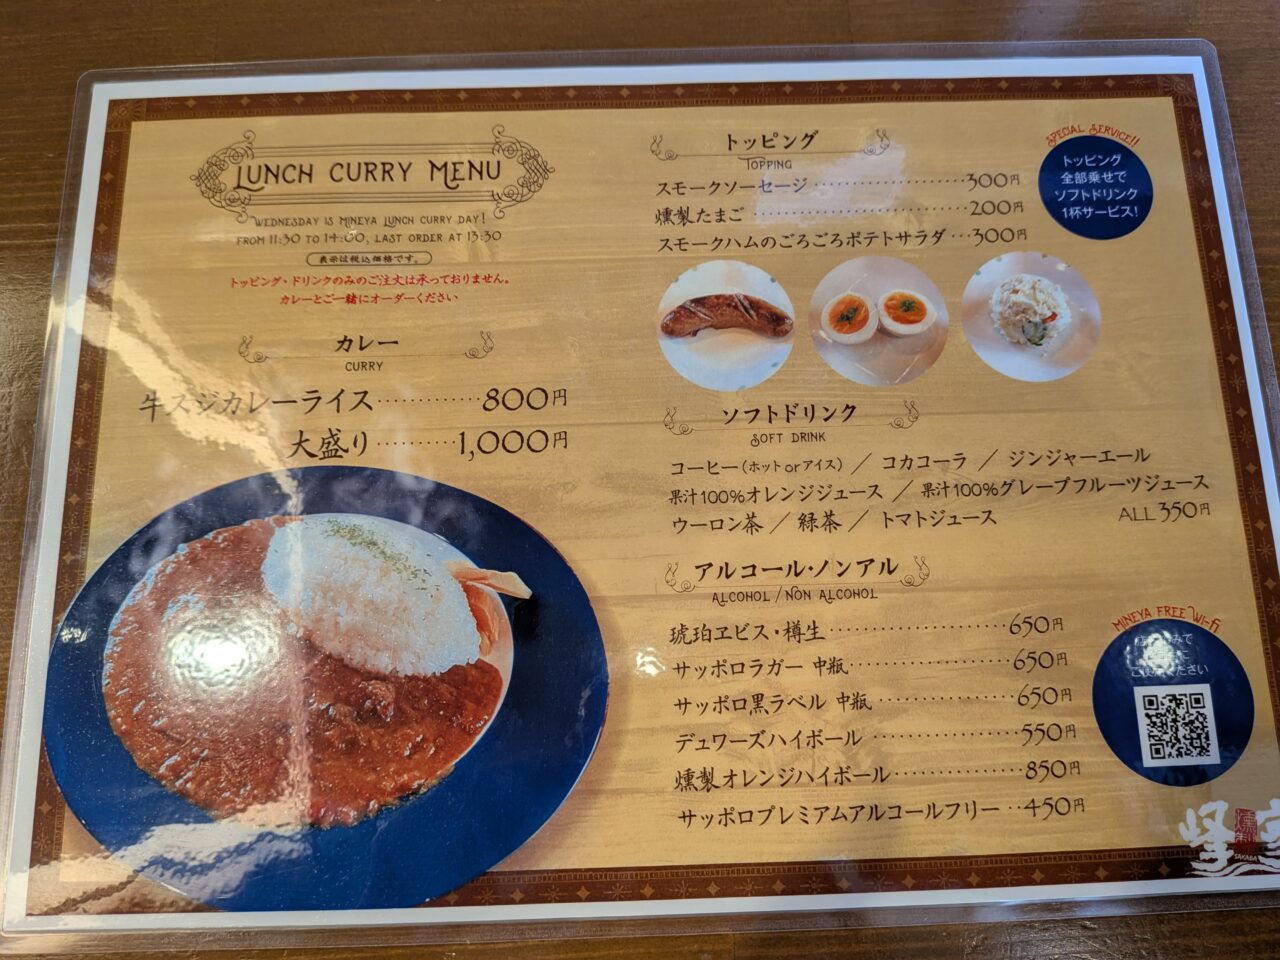 LUNCH CURRY MENU
WEDNESDAY IS MINEYA LUNCH CURRY DAY!
FROM 11:30 TO 14:00, LAST ORDER AT 13:30
表示は税込価格です。
トッピング・ドリンクのみのご注文は承っておりません。
カレーとご一緒にオーダーください
カレー
CURRY
牛スジカレーライス············800円
大盛り··········1,000円
トッピング
TOPPING
スモークソーセージ·····················300円
燻製たまご·····························200円
スモークハムのごろごろポテトサラダ···300円
SPECIAL SERVICE!!
トッピング
全部乗せで
ソフトドリンク
1杯サービス!
ソフトドリンク
SOFT DRINK
コーヒー(ホット or アイス) / コカコーラ / ジンジャーエール
果汁100%オレンジジュース / 果汁100%グレープフルーツジュース
ウーロン茶 / 緑茶 / トマトジュース
ALL 350円
アルコール・ノンアル
ALCOHOL / NON ALCOHOL
琥珀ヱビス・樽生·······················650円
サッポロラガー 中瓶····················650円
サッポロ黒ラベル 中瓶·················650円
デュワーズハイボール···················550円
燻製オレンジハイボール···············850円
サッポロプレミアムアルコールフリー··450円
MINEYA FREE Wi-Fi
ください